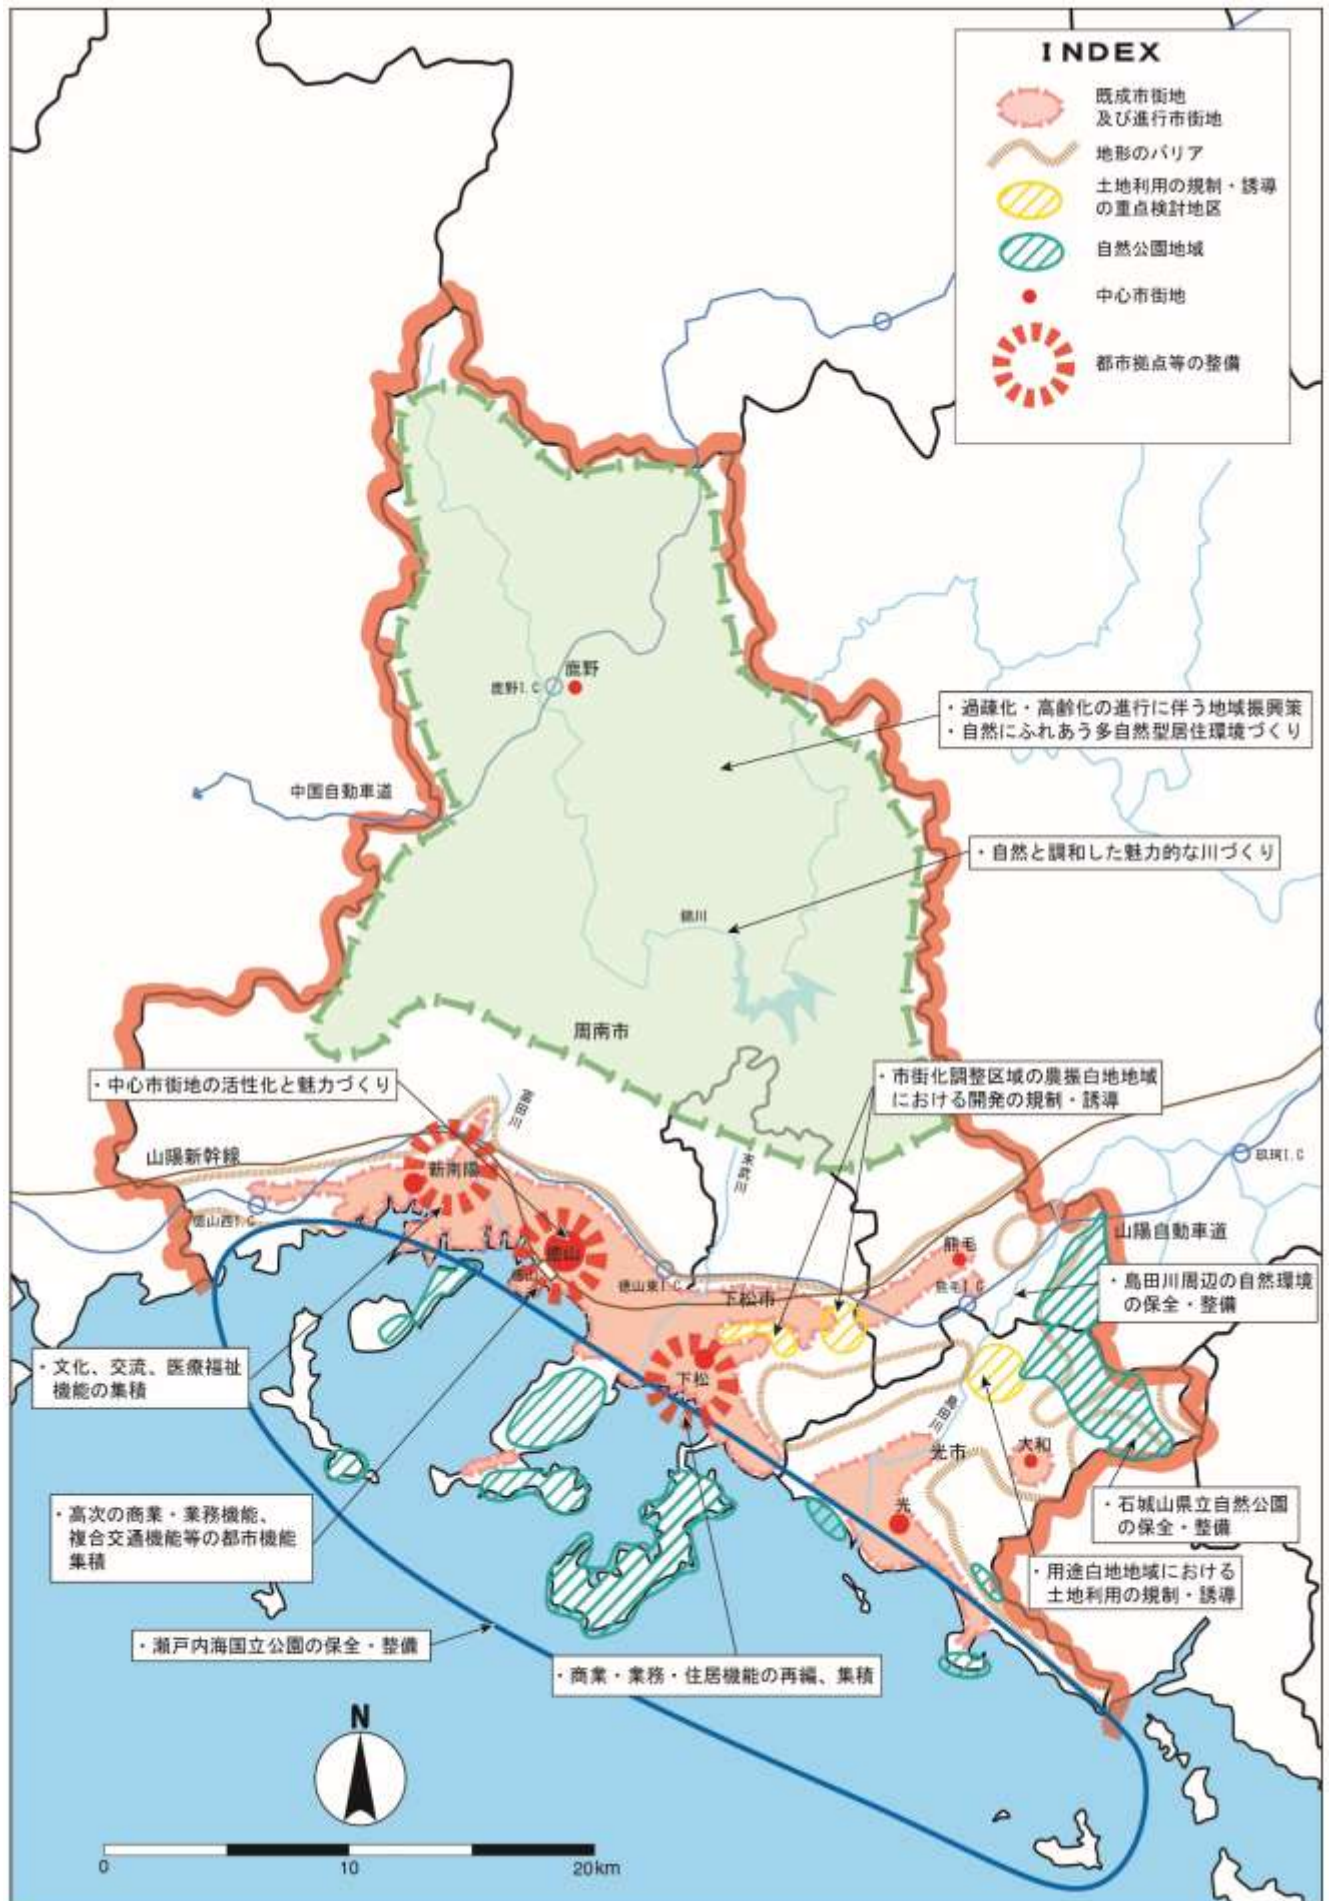 INDEX
既成市街地
及び進行市街地
地形のバリア
土地利用の規制・誘導
の重点検討地区
自然公園地域
中心市街地
都市拠点等の整備
鹿野
鹿野I.C
・過疎化・高齢化の進行に伴う地域振興策
・自然にふれあう多自然型居住環境づくり
中国自動車道
・自然と調和した魅力的な川づくり
錦川
周南市
・中心市街地の活性化と魅力づくり
・市街化調整区域の農振白地地域
における開発の規制・誘導
富田川
山陽新幹線
新南陽
末武川
玖珂I.C
徳山西I.C
山陽自動車道
徳山
熊毛
徳山
徳山東I.C
熊毛I.C
下松市
・島田川周辺の自然環境
の保全・整備
・文化、交流、医療福祉
機能の集積
下松
島田川
光市
大和
・高次の商業・業務機能、
複合交通機能等の都市機能
集積
光
・石城山県立自然公園
の保全・整備
・用途白地地域における
土地利用の規制・誘導
・瀬戸内海国立公園の保全・整備
・商業・業務・住居機能の再編、集積
N
0
10
20km